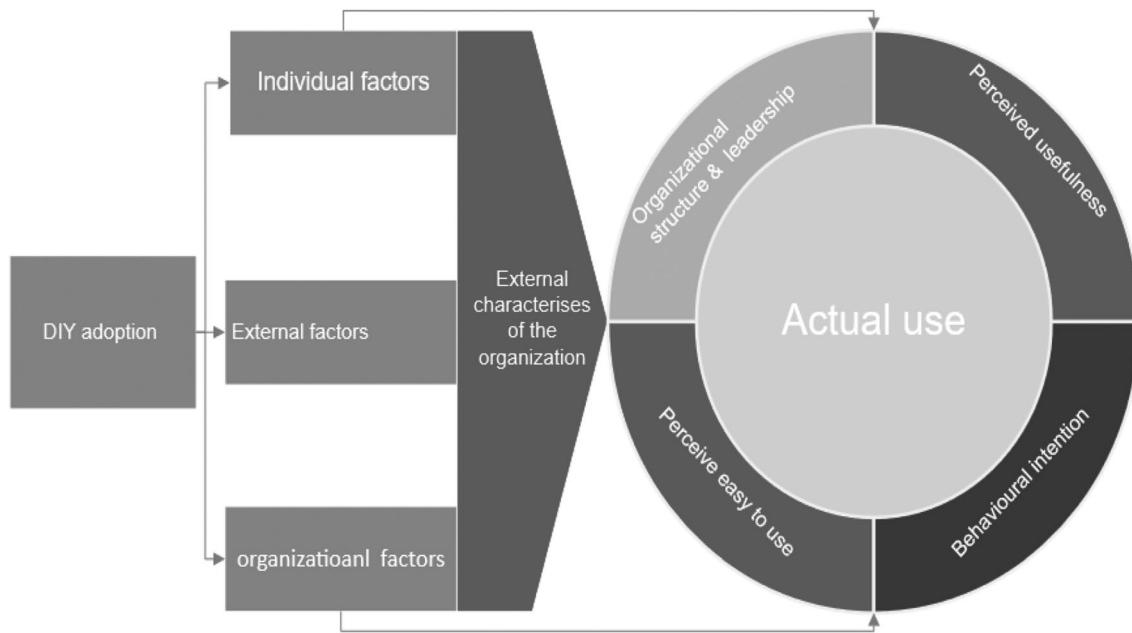 Individual factors
DIY adoption
External factors
organizatioanl  factors
External
characterises
of the
organization
Organizational
structure &  leadership
Perceived usefulness
Perceive easy to use
Behavioural intention
Actual use